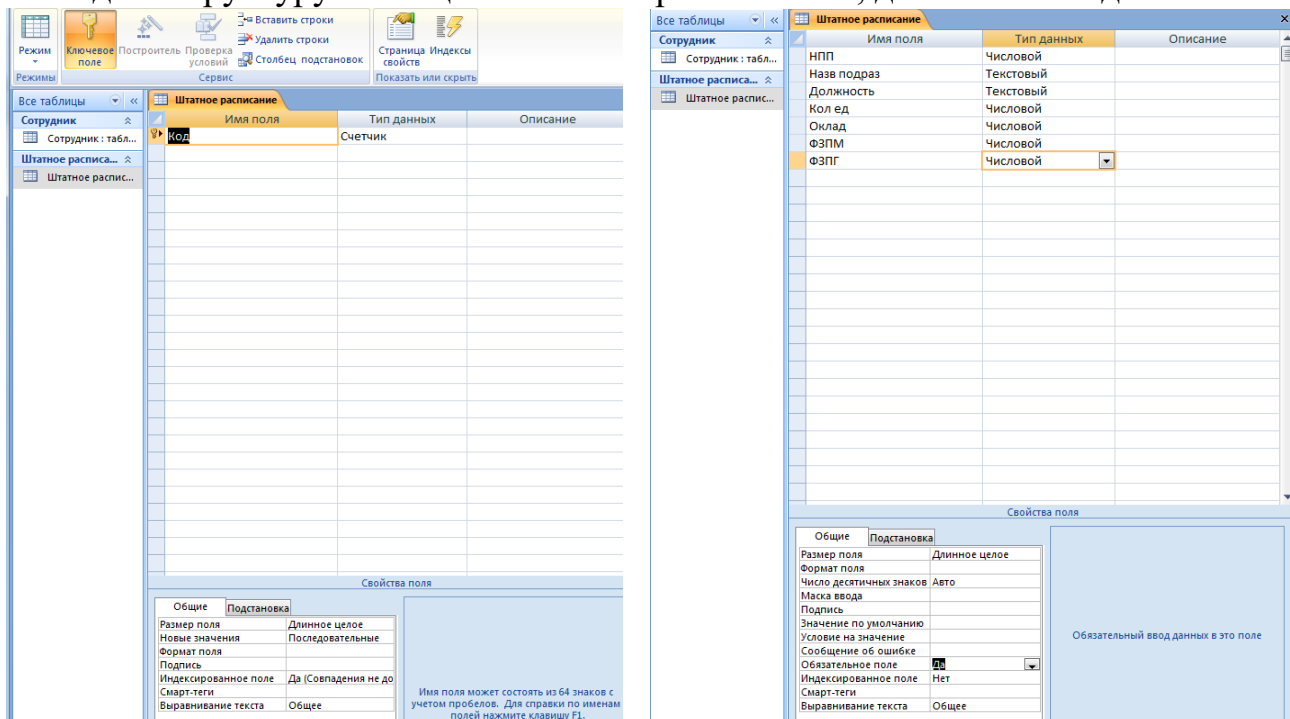 Вставить строки
Удалить строки
Столбец подстановок
Режим
Ключевое поле
Построитель
Проверка условий
Страница свойств
Индексы
Режимы
Сервис
Показать или скрыть
Все таблицы
Сотрудник
Сотрудник : табл...
Штатное расписа...
Штатное распис...
Штатное расписание
Имя поля Тип данных Описание
Код Счетчик
Свойства поля
Общие Подстановка
Размер поля Длинное целое
Новые значения Последовательные
Формат поля
Подпись
Индексированное поле Да (Совпадения не до
Смарт-теги
Выравнивание текста Общее
Имя поля может состоять из 64 знаков с
учетом пробелов. Для справки по именам
полей нажмите клавишу F1.
Все таблицы
Сотрудник
Сотрудник : табл...
Штатное расписа...
Штатное распис...
Штатное расписание
Имя поля Тип данных Описание
НПП Числовой
Назв подраз Текстовый
Должность Текстовый
Кол ед Числовой
Оклад Числовой
ФЗПМ Числовой
ФЗПГ Числовой
Свойства поля
Общие Подстановка
Размер поля Длинное целое
Формат поля
Число десятичных знаков Авто
Маска ввода
Подпись
Значение по умолчанию
Условие на значение
Сообщение об ошибке
Обязательное поле Да
Индексированное поле Нет
Смарт-теги
Выравнивание текста Общее
Обязательный ввод данных в это поле